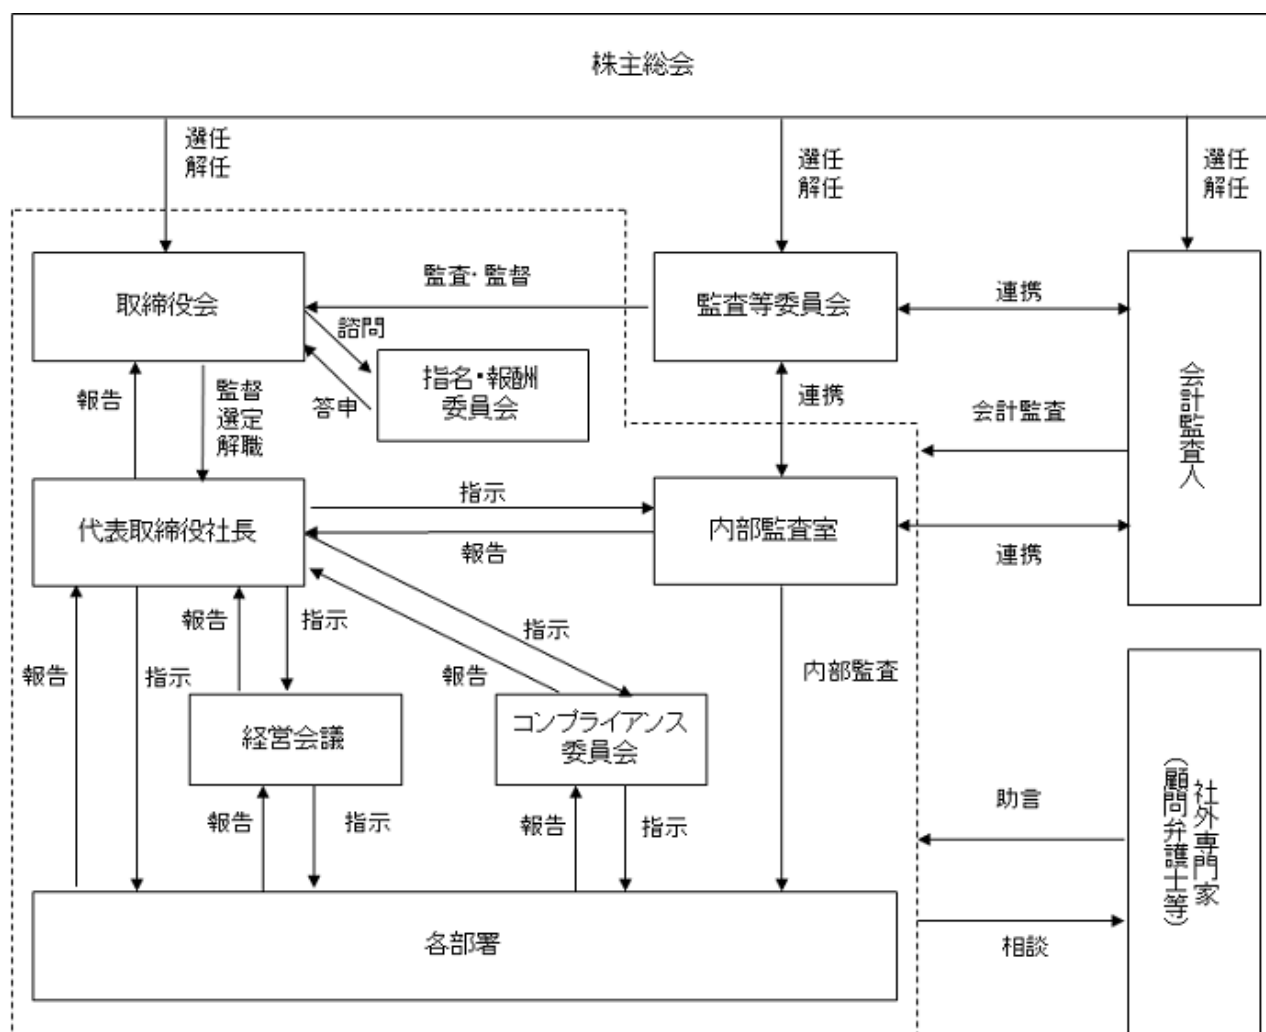 株主総会
選任
解任
選任
解任
選任
解任
取締役会
監査・監督
監査等委員会
連携
会計監査人
諮問
指名・報酬
委員会
答申
報告
監督
選定
解職
連携
会計監査
代表取締役社長
指示
報告
内部監査室
連携
報告
指示
報告
指示
指示
報告
内部監査
経営会議
コンプライアンス
委員会
報告
指示
報告
指示
助言
社外専門家
（顧問弁護士等）
相談
各部署